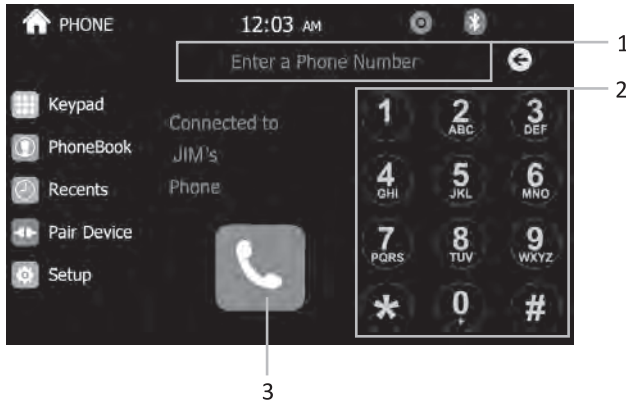 PHONE 12:03 AM
Enter a Phone Number
1
2
Keypad
PhoneBook
Recents
Pair Device
Setup
Connected to
JIM's
Phone
1 2 ABC 3 DEF
4 GHI 5 JKL 6 MNO
7 PQRS 8 TUV 9 WXYZ
* 0 + #
3